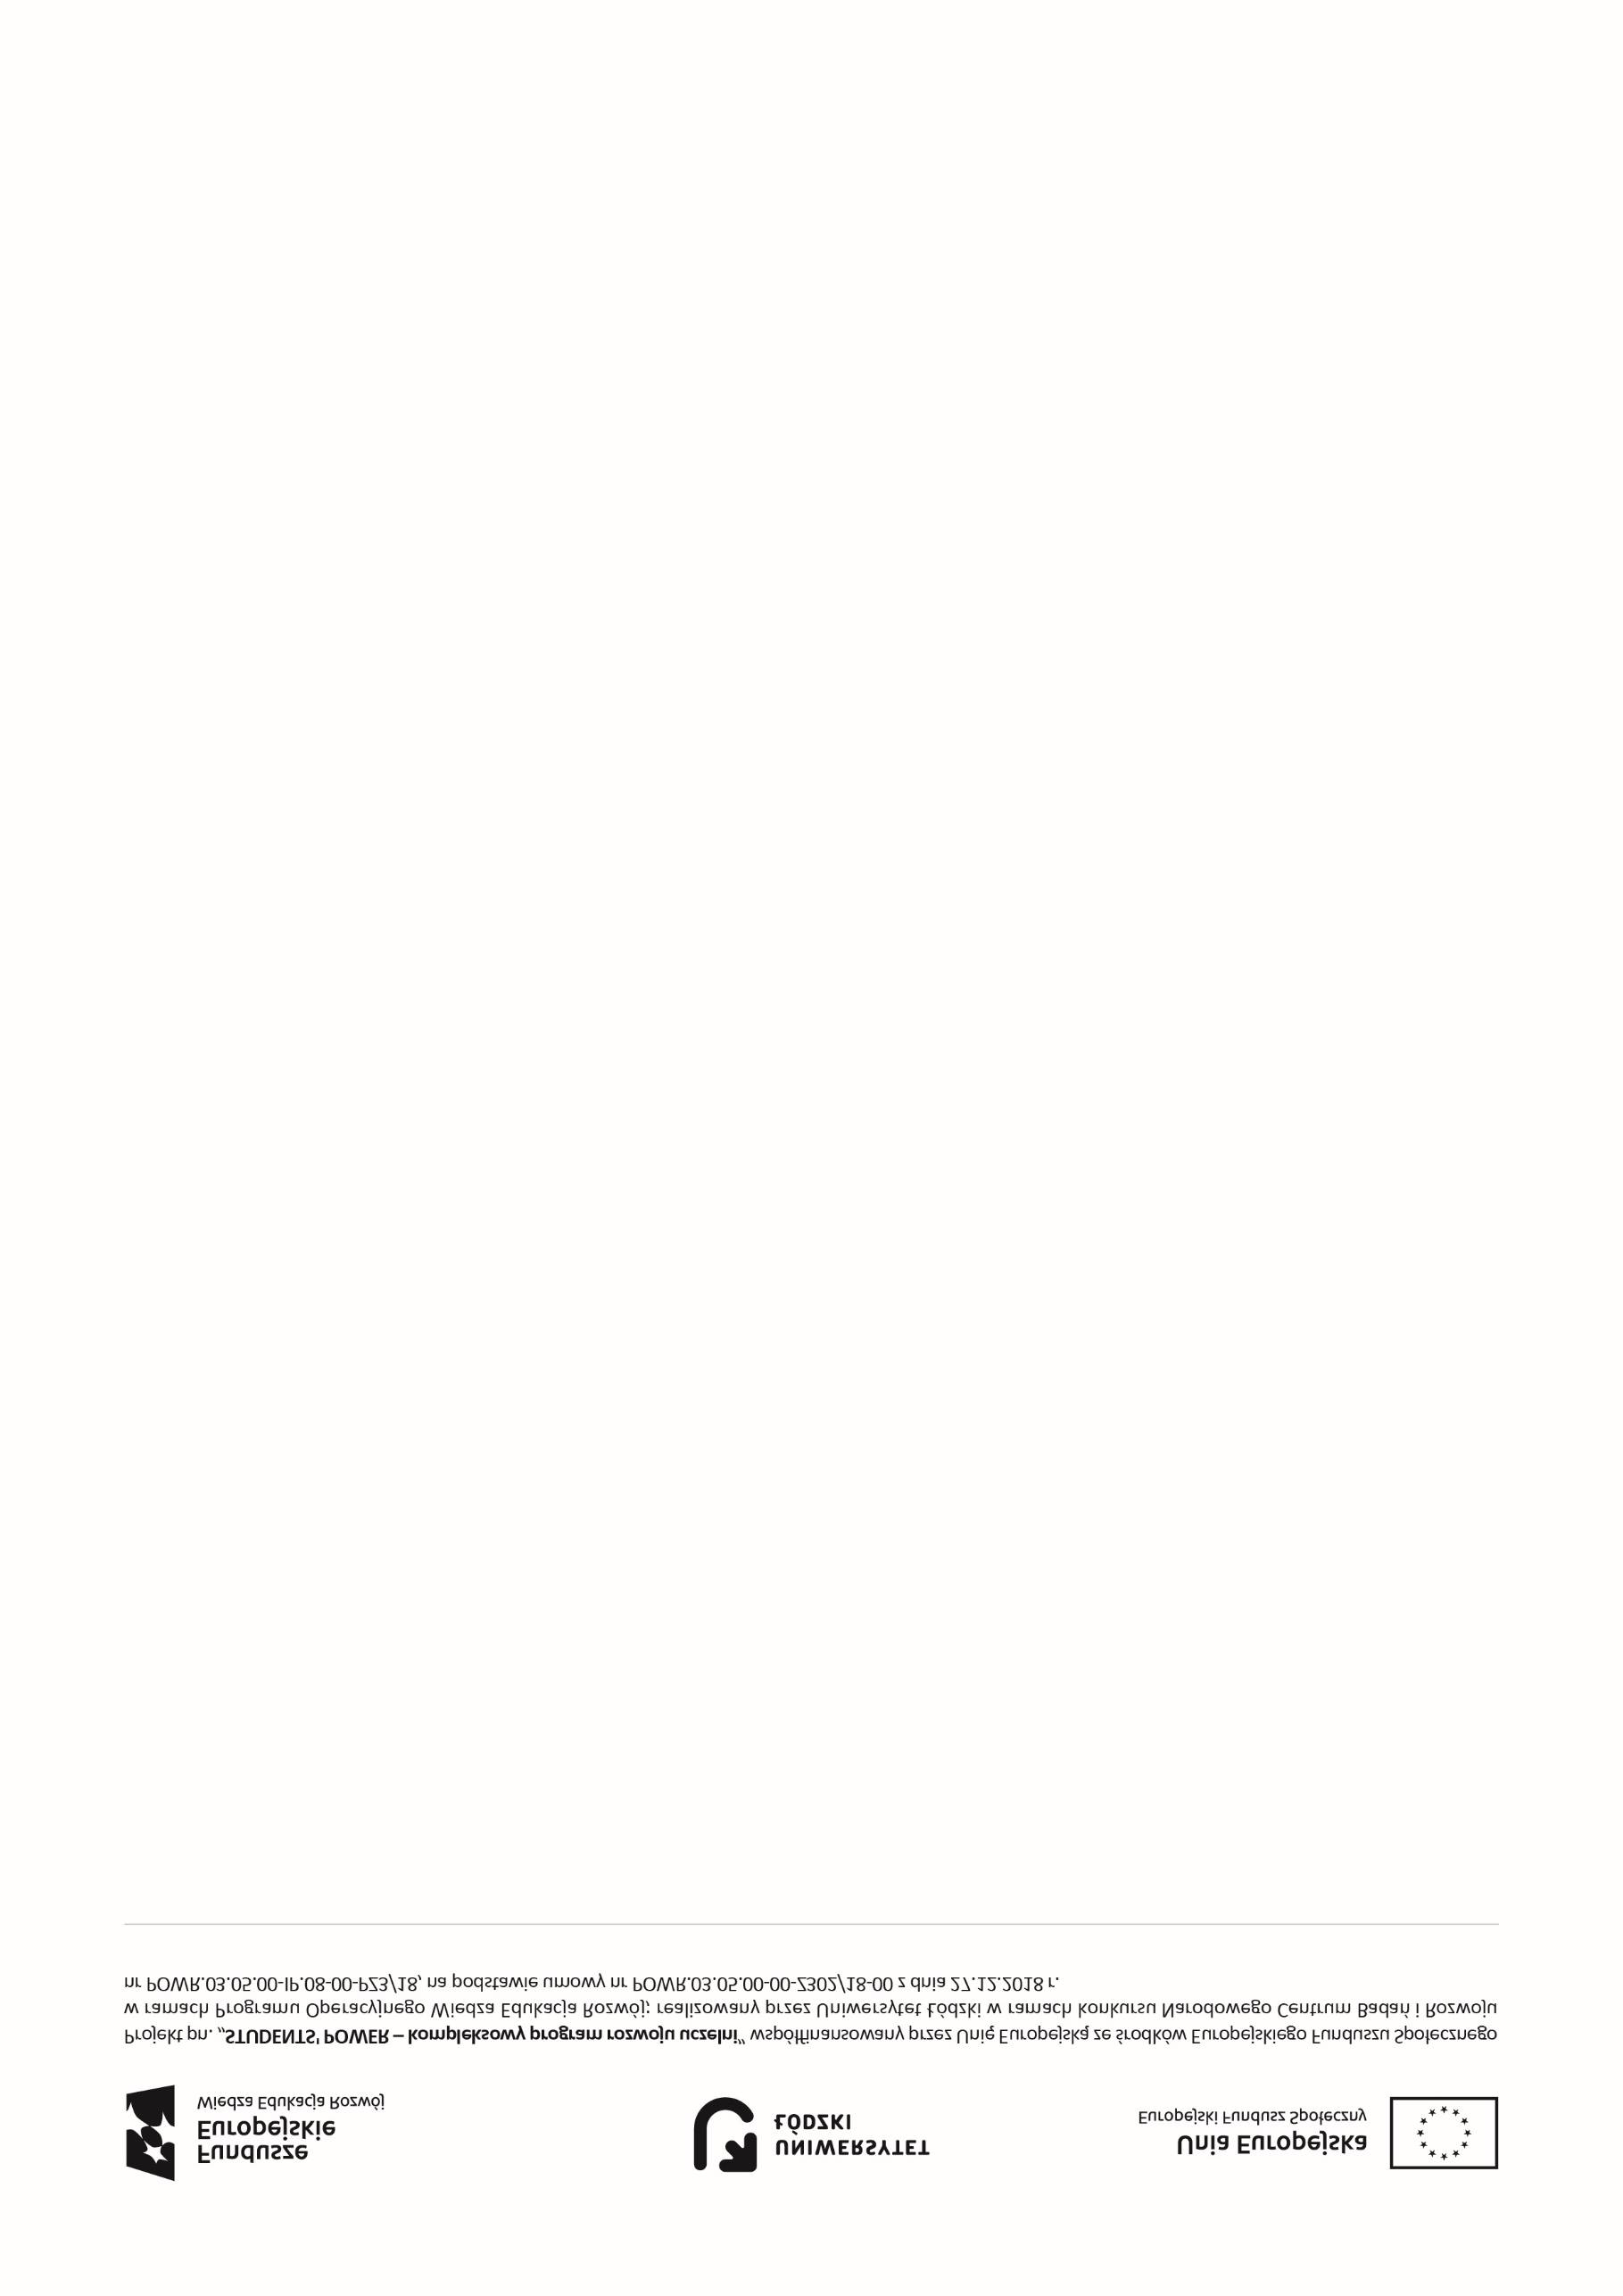 Fundusze
Europejskie
Wiedza Edukacja Rozwój
UNIWERSYTET
ŁÓDZKI
Unia Europejska
Europejski Fundusz Społeczny
Projekt pn. „STUDENTS' POWER – kompleksowy program rozwoju uczelni” współfinansowany przez Unię Europejską ze środków Europejskiego Funduszu Społecznego
w ramach Programu Operacyjnego Wiedza Edukacja Rozwój; realizowany przez Uniwersytet Łódzki w ramach konkursu Narodowego Centrum Badań i Rozwoju
nr POWR.03.05.00-IP.08-00-PZ3/18, na podstawie umowy nr POWR.03.05.00-00-Z302/18-00 z dnia 27.12.2018 r.